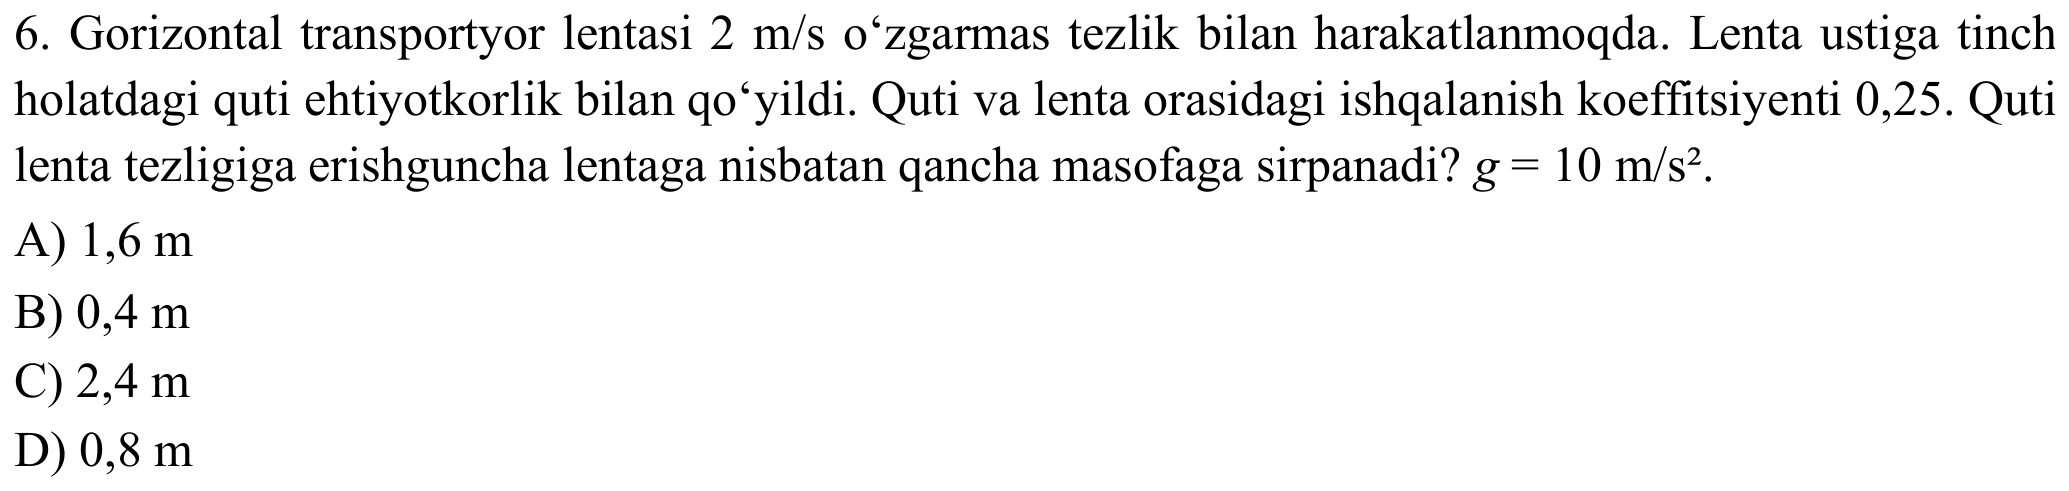 6. Gorizontal transportyor lentasi 2 m/s o‘zgarmas tezlik bilan harakatlanmoqda. Lenta ustiga tinch
holatdagi quti ehtiyotkorlik bilan qo‘yildi. Quti va lenta orasidagi ishqalanish koeffitsiyenti 0,25. Quti
lenta tezligiga erishguncha lentaga nisbatan qancha masofaga sirpanadi? g = 10 m/s².
A) 1,6 m
B) 0,4 m
C) 2,4 m
D) 0,8 m